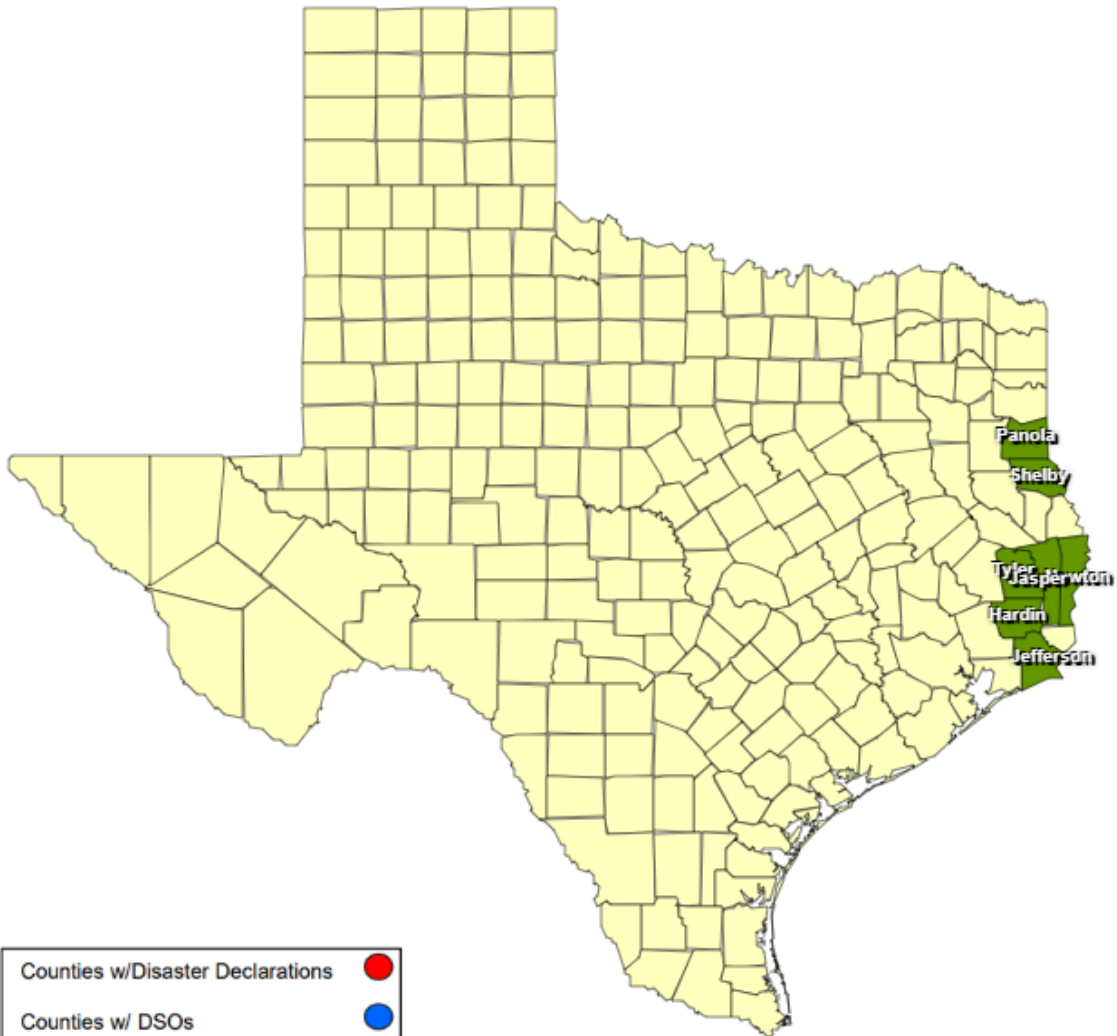 Panola
Shelby
Tyler
Jasper
Hardin
Jefferson
Counties w/Disaster Declarations
Counties w/ DSOs